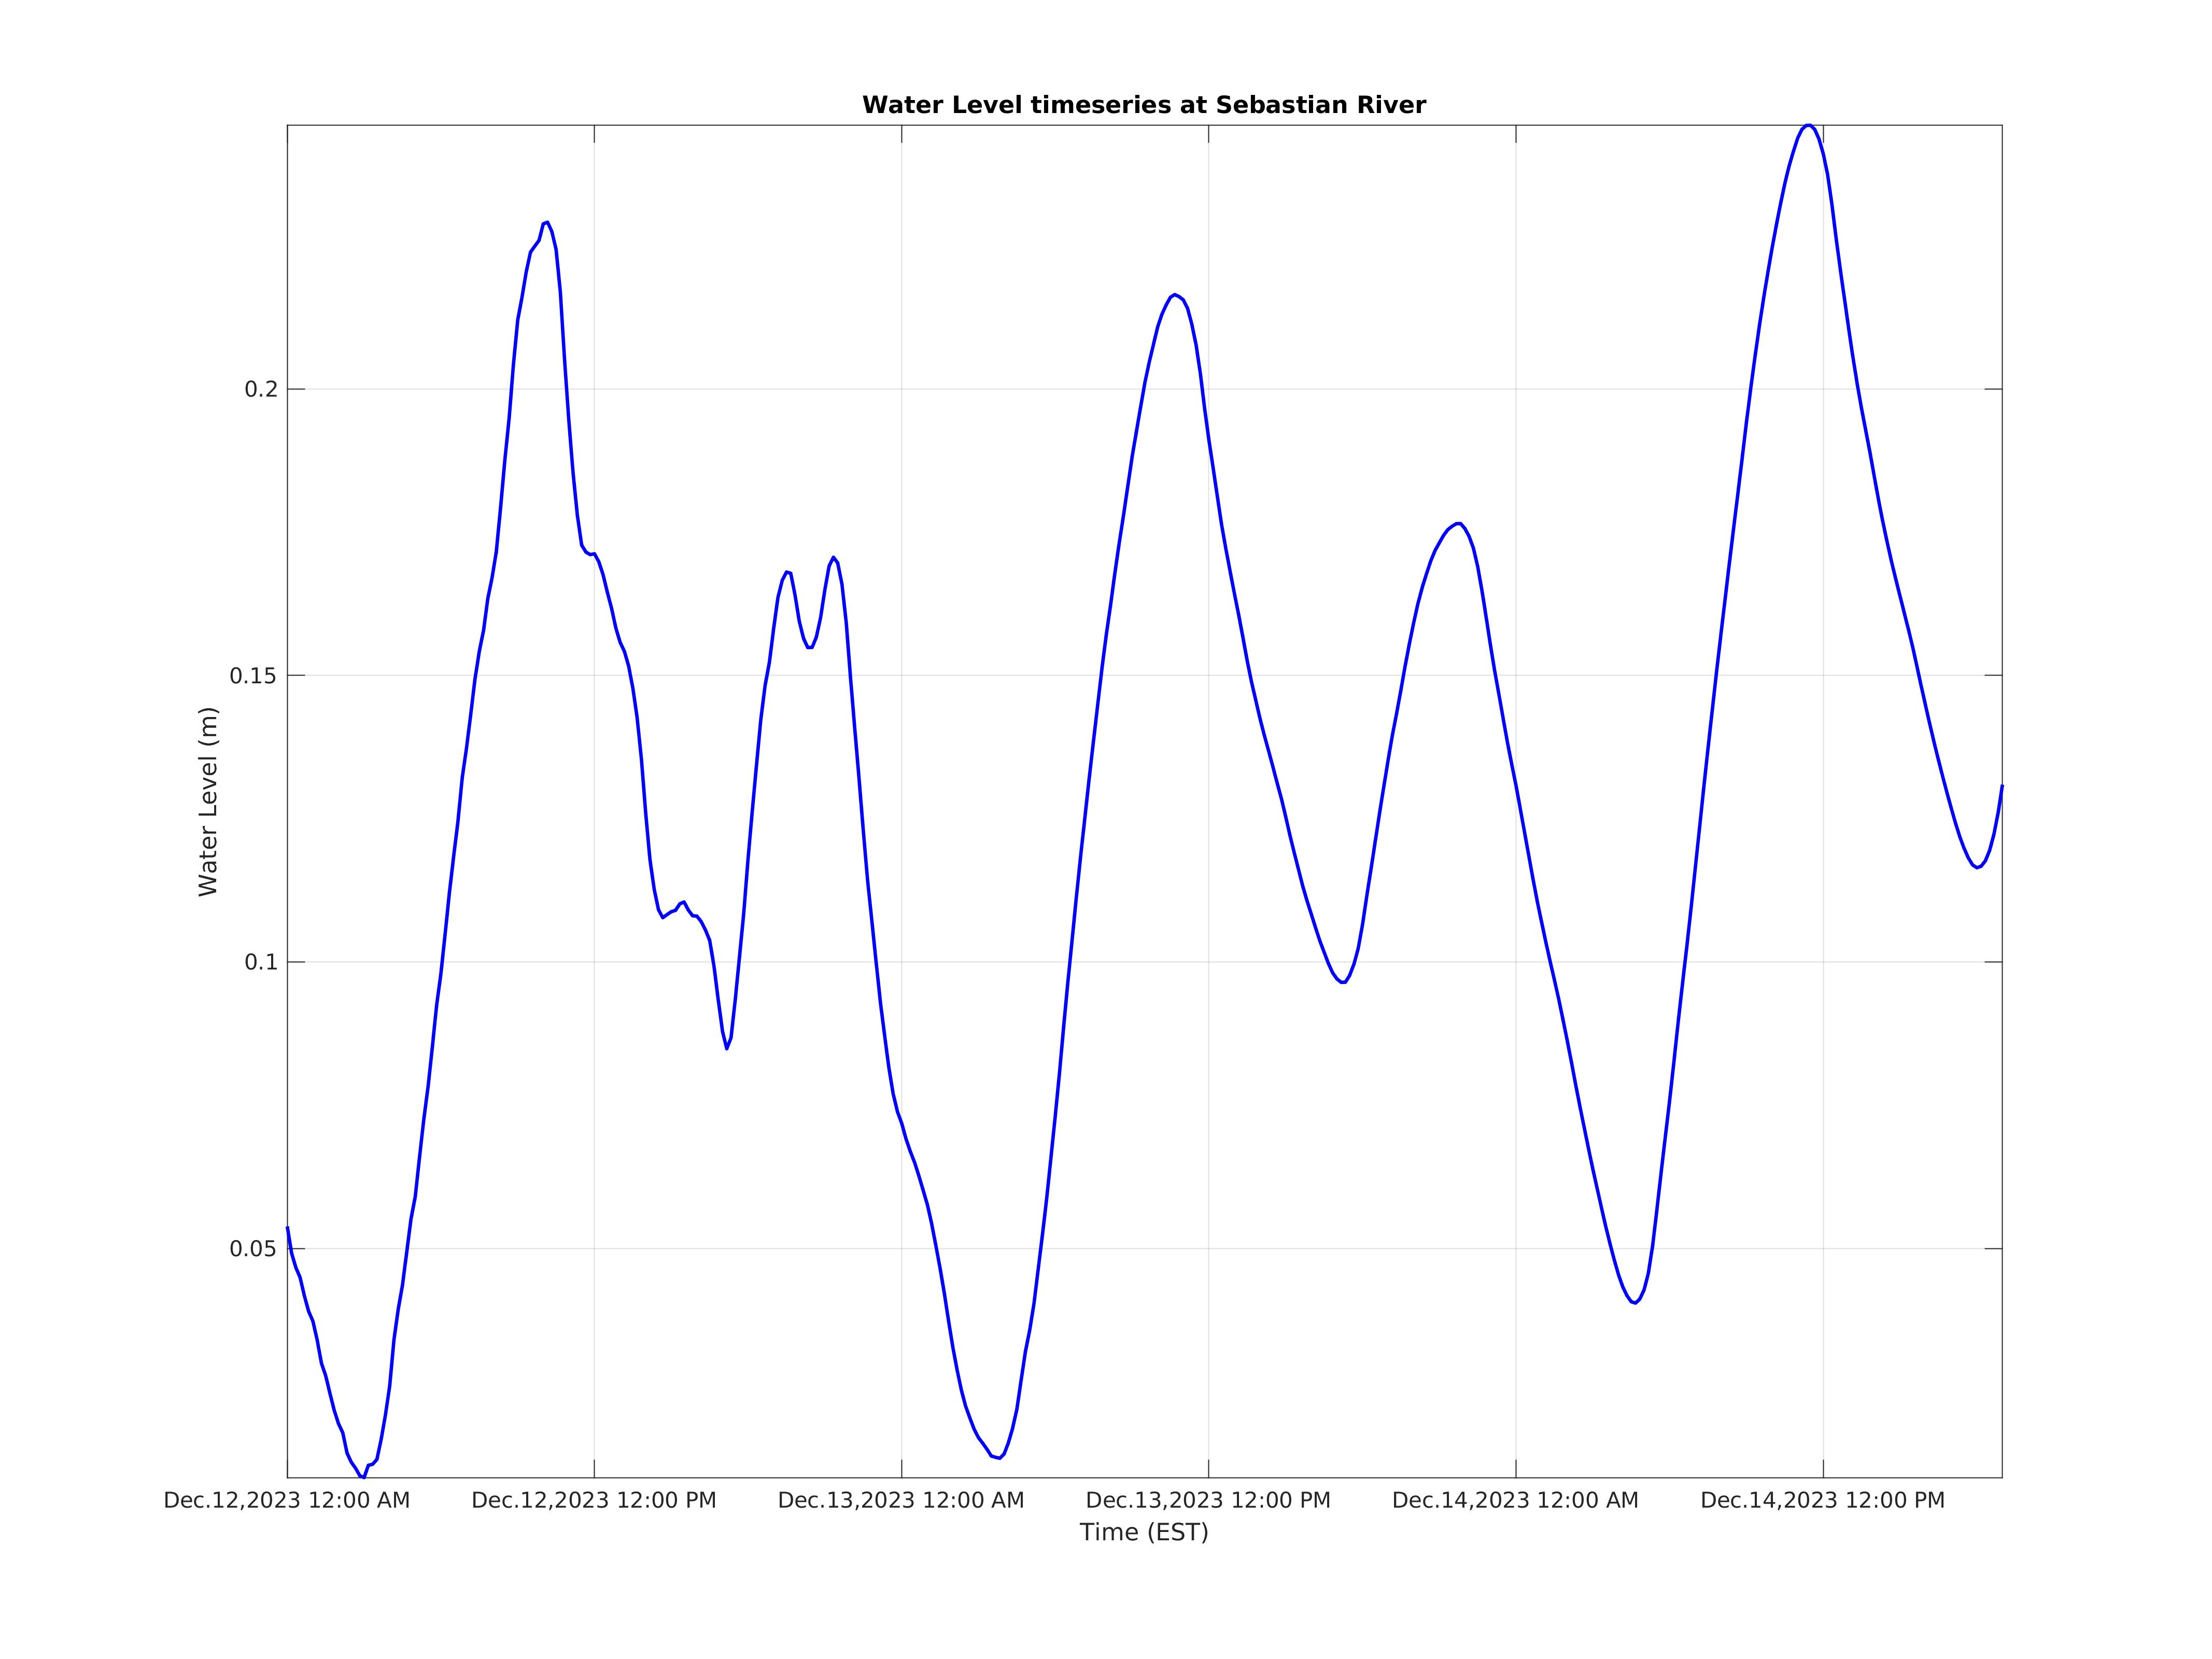 Water Level timeseries at Sebastian River
0.2
0.15
0.1
0.05
Water Level (m)
Dec.12,2023 12:00 AM
Dec.12,2023 12:00 PM
Dec.13,2023 12:00 AM
Dec.13,2023 12:00 PM
Dec.14,2023 12:00 AM
Dec.14,2023 12:00 PM
Time (EST)